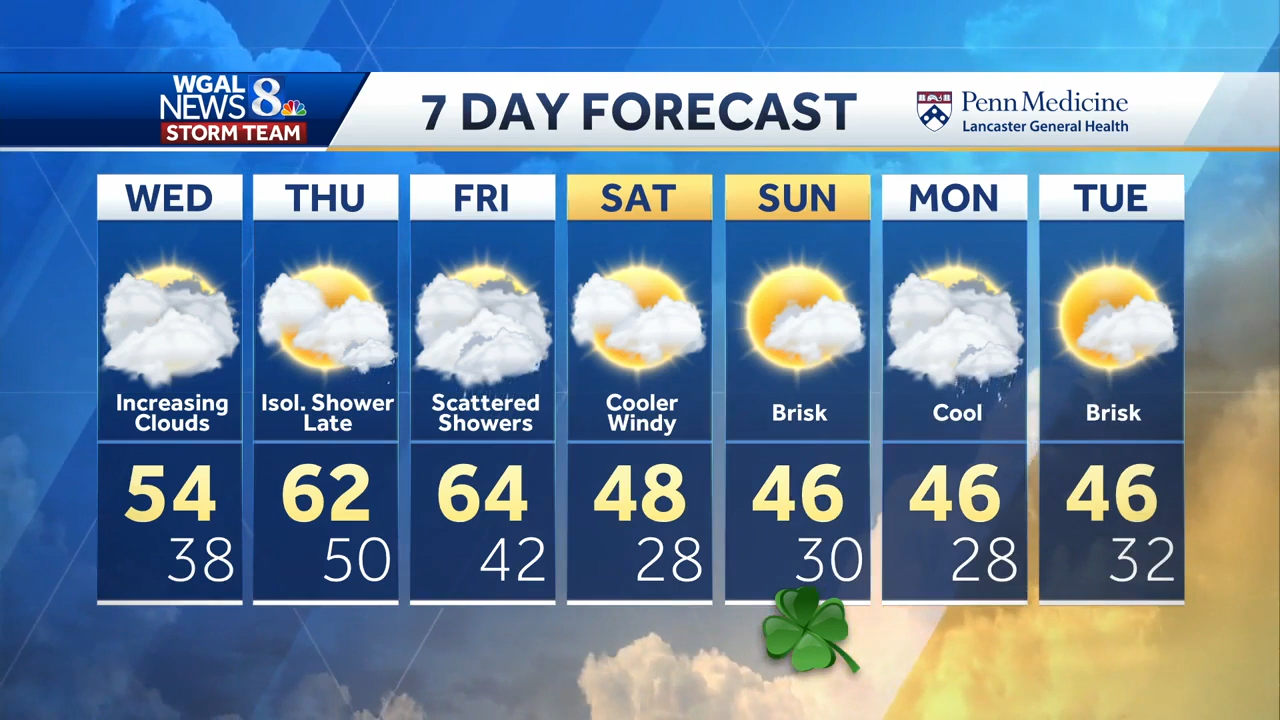 WGAL
NEWS 8
STORM TEAM
7 DAY FORECAST
Penn Medicine
Lancaster General Health
WED
THU
FRI
SAT
SUN
MON
TUE
Increasing
Clouds
Isol. Shower
Late
Scattered
Showers
Cooler
Windy
Brisk
Cool
Brisk
54
62
64
48
46
46
46
38
50
42
28
30
28
32